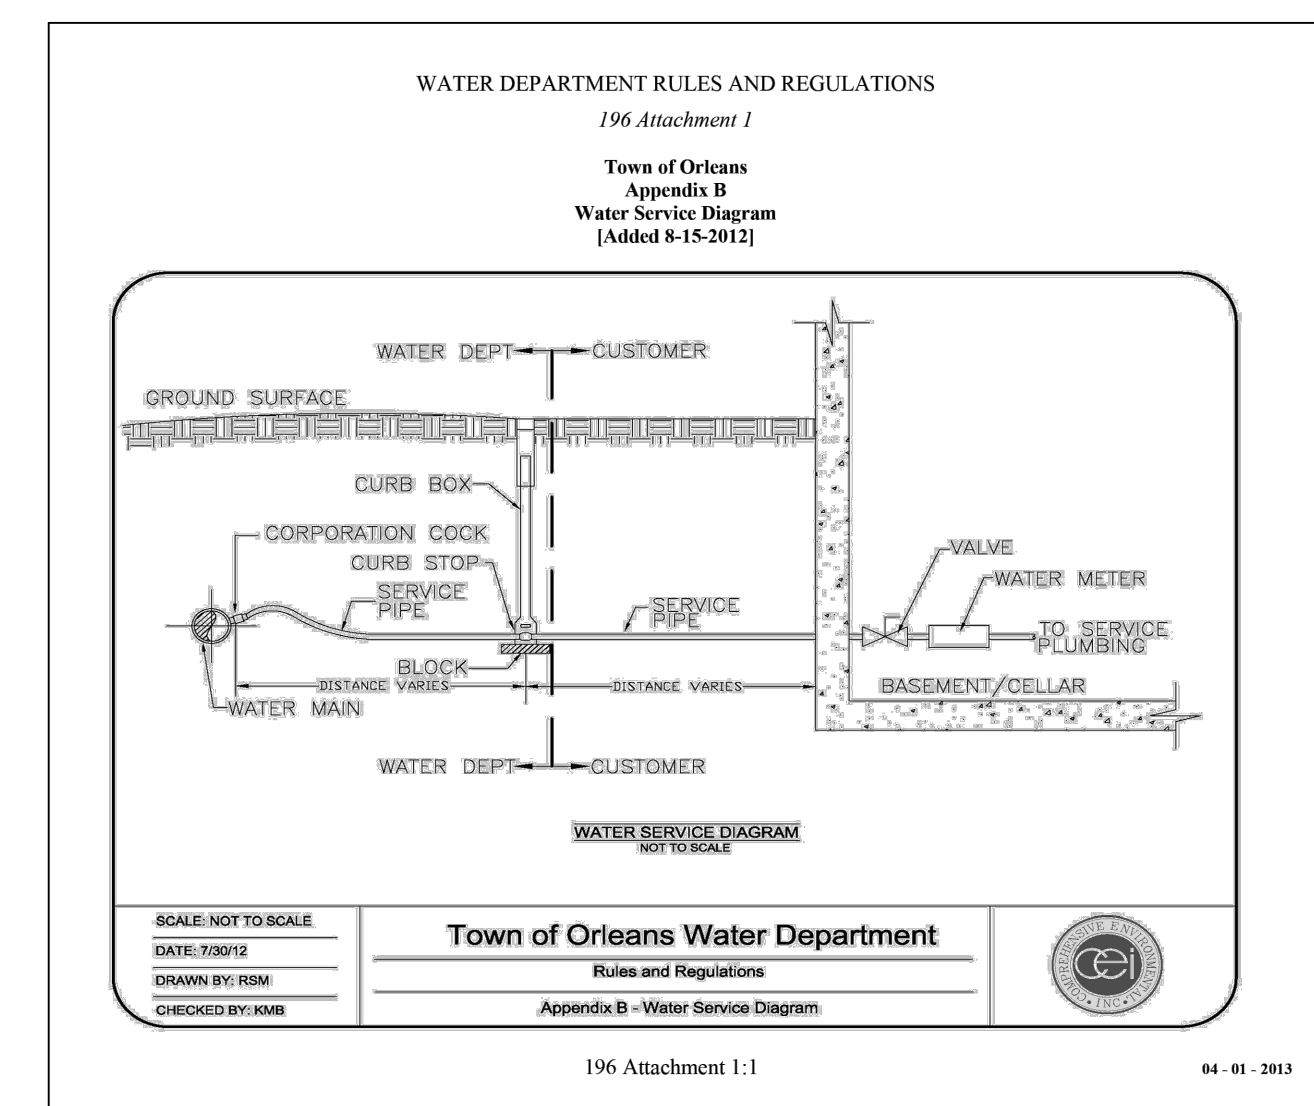 WATER DEPARTMENT RULES AND REGULATIONS
196 Attachment 1
Town of Orleans
Appendix B
Water Service Diagram
[Added 8-15-2012]
WATER DEPT
CUSTOMER
GROUND SURFACE
CURB BOX
CORPORATION COCK
CURB STOP
SERVICE
PIPE
SERVICE
PIPE
VALVE
WATER METER
TO SERVICE
PLUMBING
BLOCK
DISTANCE VARIES
DISTANCE VARIES
BASEMENT/CELLAR
WATER MAIN
WATER DEPT
CUSTOMER
WATER SERVICE DIAGRAM
NOT TO SCALE
SCALE: NOT TO SCALE
DATE: 7/30/12
DRAWN BY: RSM
CHECKED BY: KMB
Town of Orleans Water Department
Rules and Regulations
Appendix B - Water Service Diagram
COMPREHENSIVE ENVIRONMENTAL
INC
cei
196 Attachment 1:1
04 - 01 - 2013